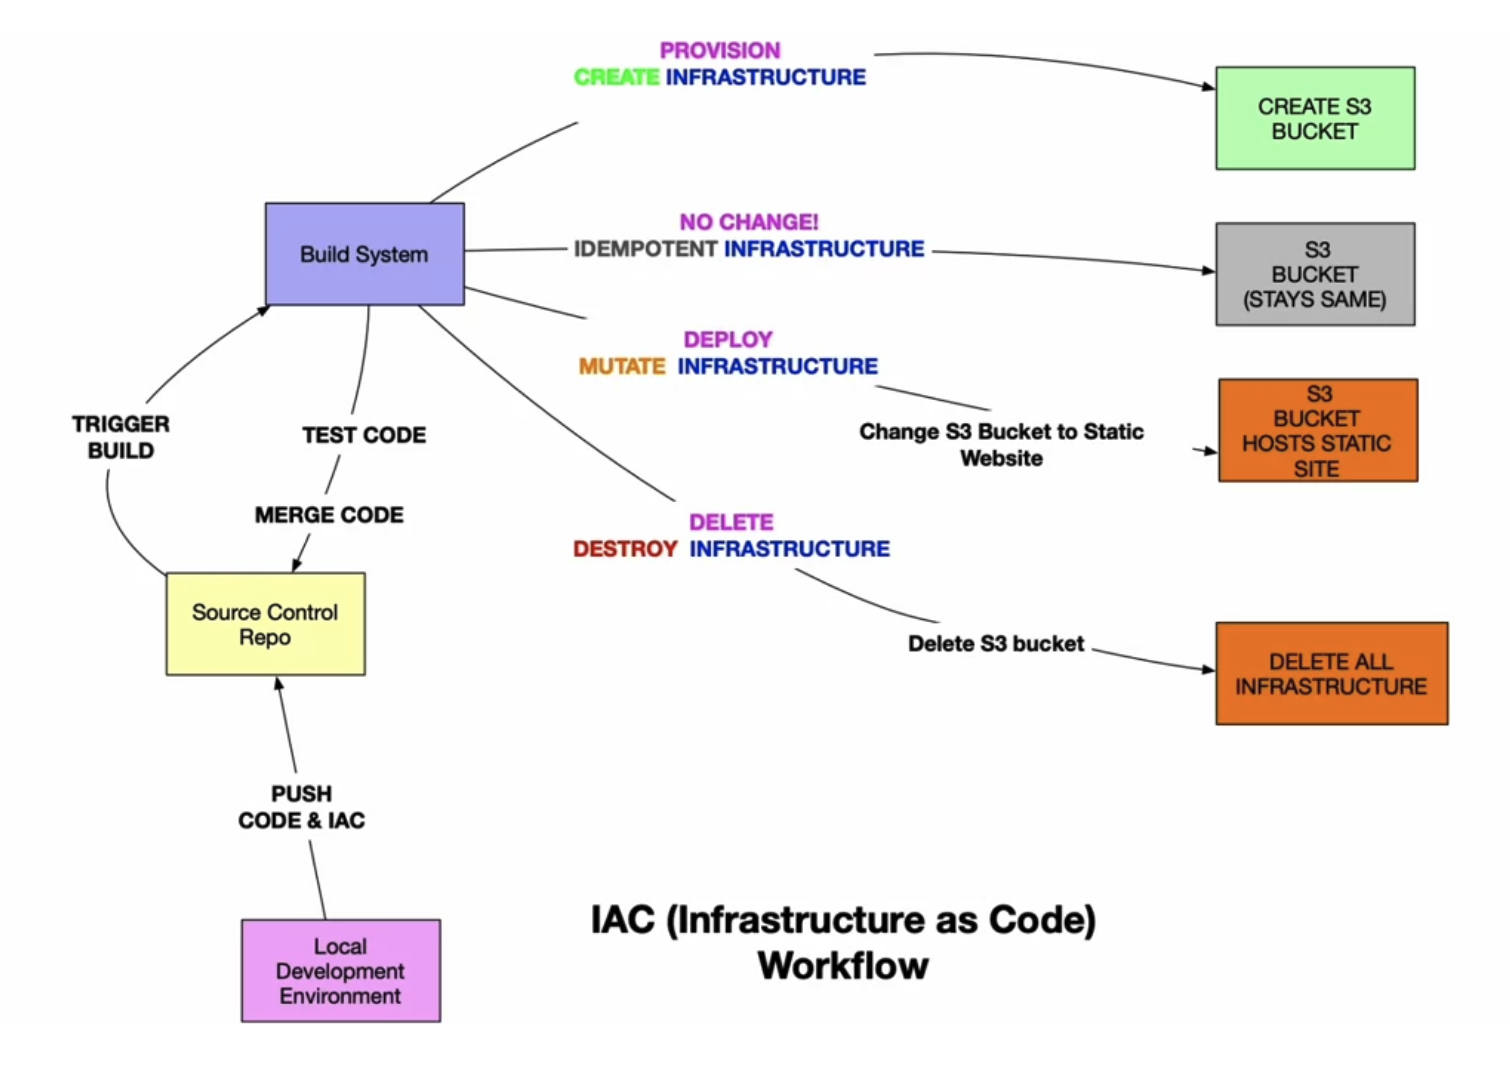 PROVISION
CREATE INFRASTRUCTURE
CREATE S3
BUCKET
Build System
NO CHANGE!
IDEMPOTENT INFRASTRUCTURE
S3
BUCKET
(STAYS SAME)
DEPLOY
MUTATE INFRASTRUCTURE
Change S3 Bucket to Static
Website
S3
BUCKET
HOSTS STATIC
SITE
TRIGGER
BUILD
TEST CODE
MERGE CODE
DELETE
DESTROY INFRASTRUCTURE
Delete S3 bucket
DELETE ALL
INFRASTRUCTURE
Source Control
Repo
PUSH
CODE & IAC
Local
Development
Environment
IAC (Infrastructure as Code)
Workflow